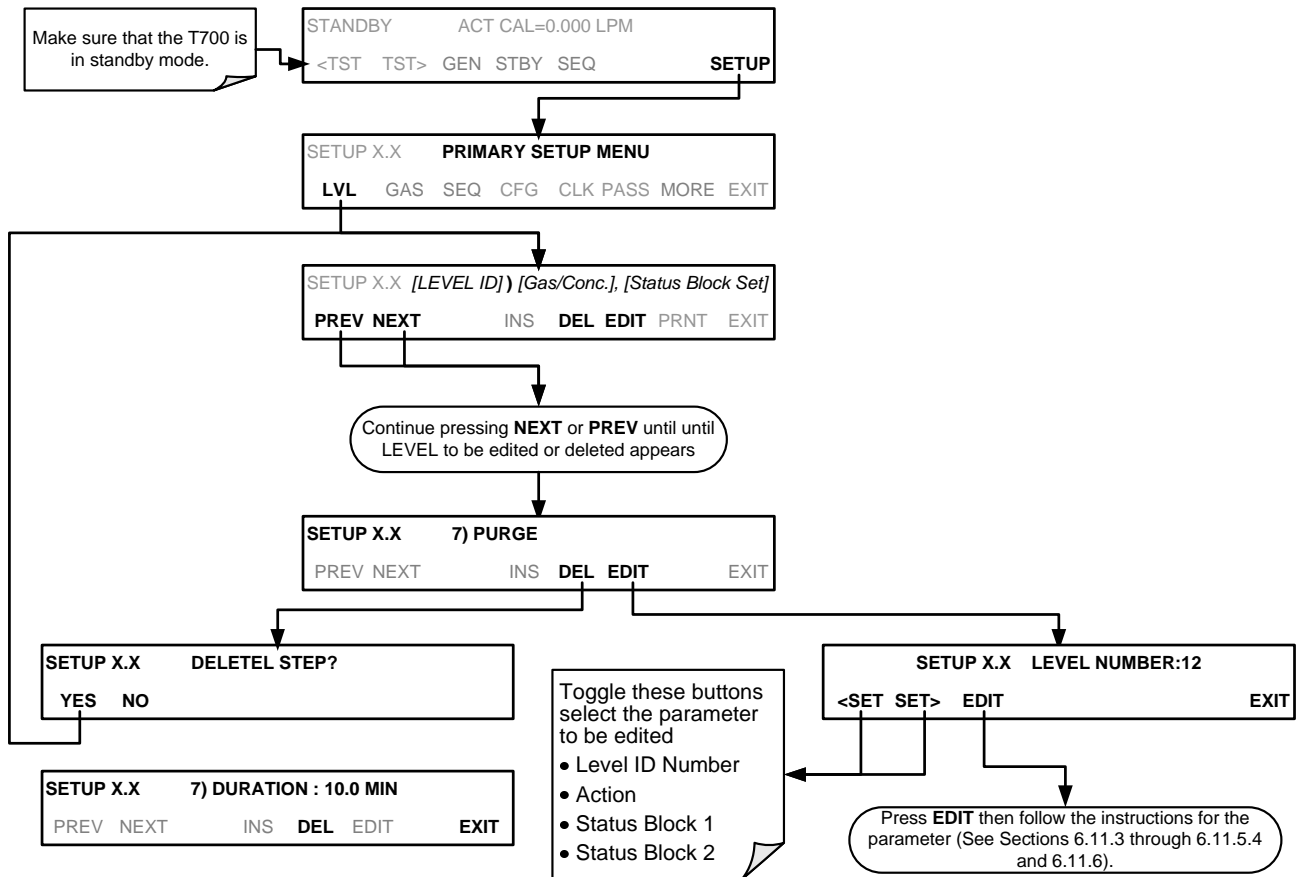 Make sure that the T700 is
in standby mode.
STANDBY ACT CAL=0.000 LPM
<TST TST> GEN STBY SEQ SETUP
SETUP X.X PRIMARY SETUP MENU
LVL GAS SEQ CFG CLK PASS MORE EXIT
SETUP X.X [LEVEL ID] ) [Gas/Conc.], [Status Block Set]
PREV NEXT INS DEL EDIT PRNT EXIT
Continue pressing NEXT or PREV until until
LEVEL to be edited or deleted appears
SETUP X.X 7) PURGE
PREV NEXT INS DEL EDIT EXIT
SETUP X.X DELETEL STEP?
YES NO
SETUP X.X 7) DURATION : 10.0 MIN
PREV NEXT INS DEL EDIT EXIT
Toggle these buttons
select the parameter
to be edited
• Level ID Number
• Action
• Status Block 1
• Status Block 2
SETUP X.X LEVEL NUMBER:12
<SET SET> EDIT EXIT
Press EDIT then follow the instructions for the
parameter (See Sections 6.11.3 through 6.11.5.4
and 6.11.6).